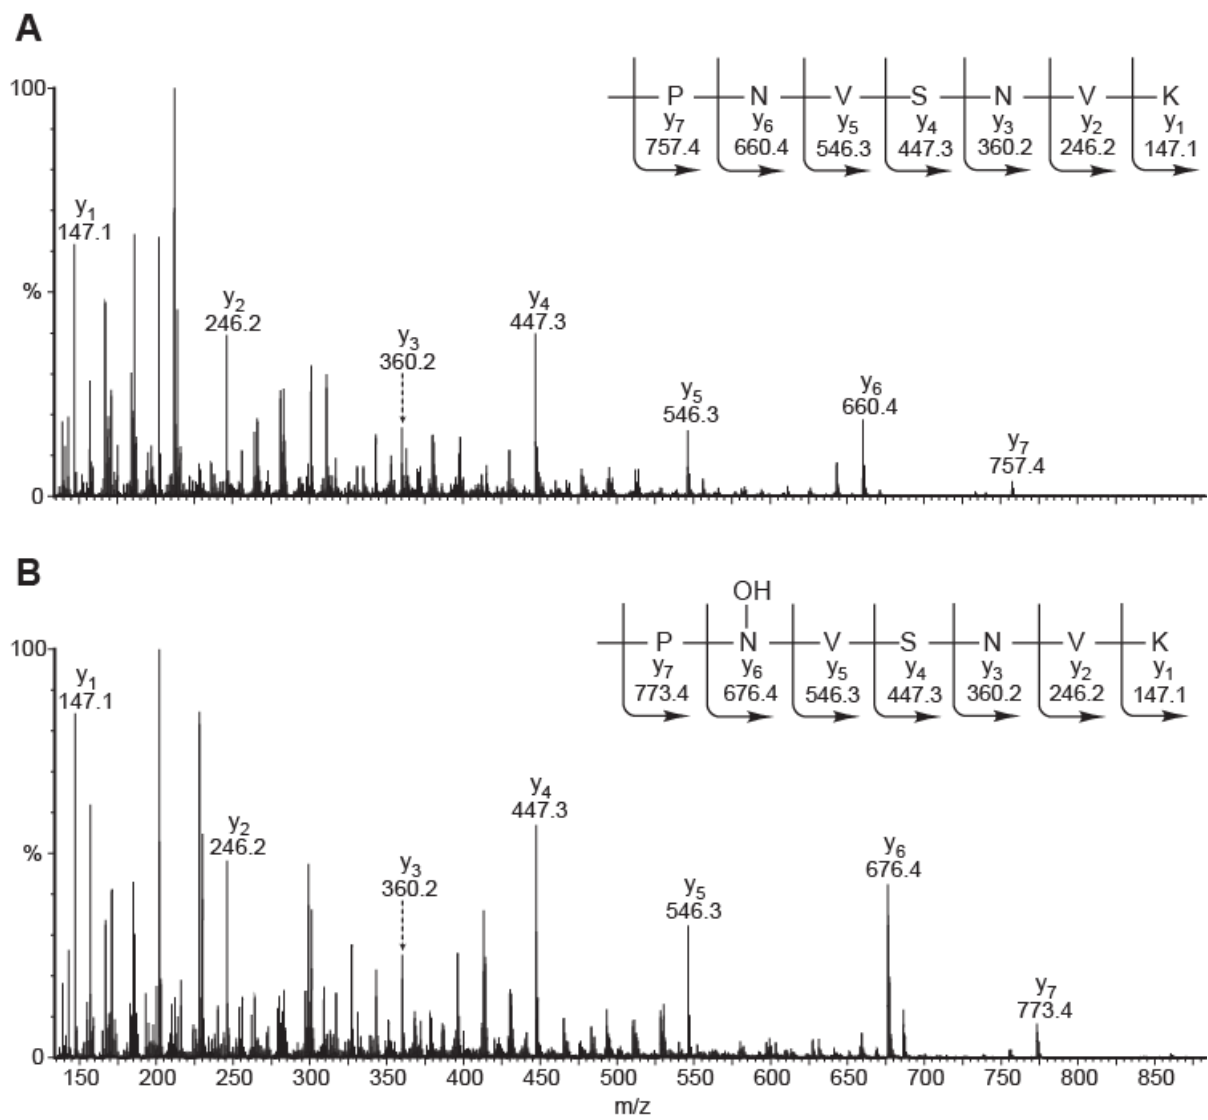 A
P N V S N V K
y7 y6 y5 y4 y3 y2 y1
757.4 660.4 546.3 447.3 360.2 246.2 147.1
100
y1
147.1
%
y2
246.2
y3
360.2
y4
447.3
y5
546.3
y6
660.4
y7
757.4
0
B
OH
P N V S N V K
y7 y6 y5 y4 y3 y2 y1
773.4 676.4 546.3 447.3 360.2 246.2 147.1
100
y1
147.1
%
y2
246.2
y3
360.2
y4
447.3
y5
546.3
y6
676.4
y7
773.4
0
150 200 250 300 350 400 450 500 550 600 650 700 750 800 850
m/z